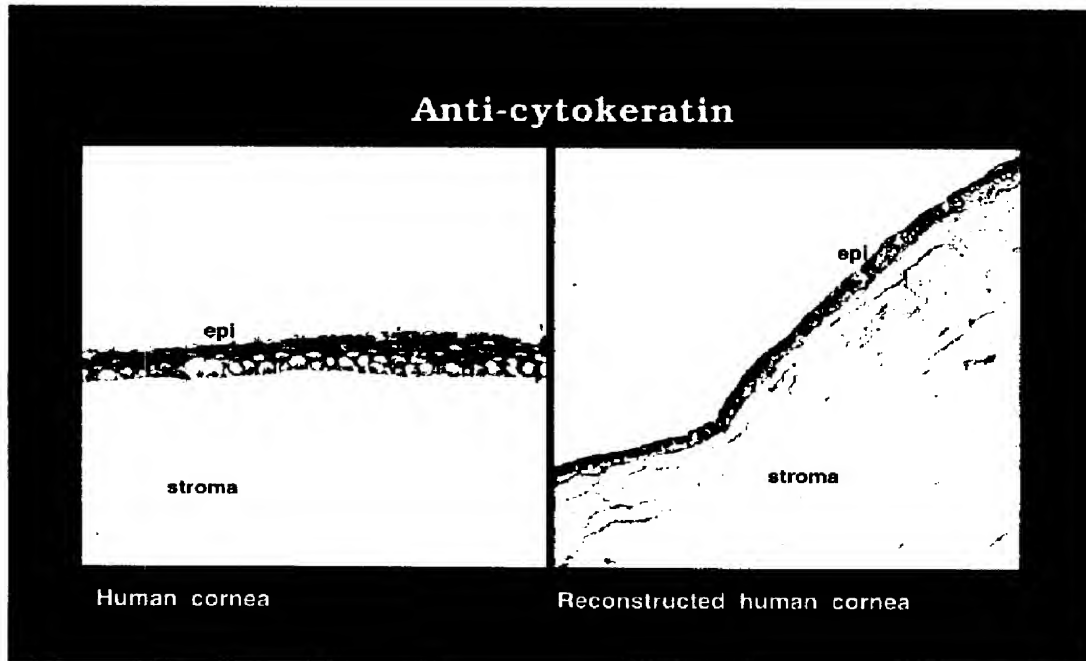 Anti-cytokeratin
epi
stroma
epi
stroma
Human cornea
Reconstructed human cornea